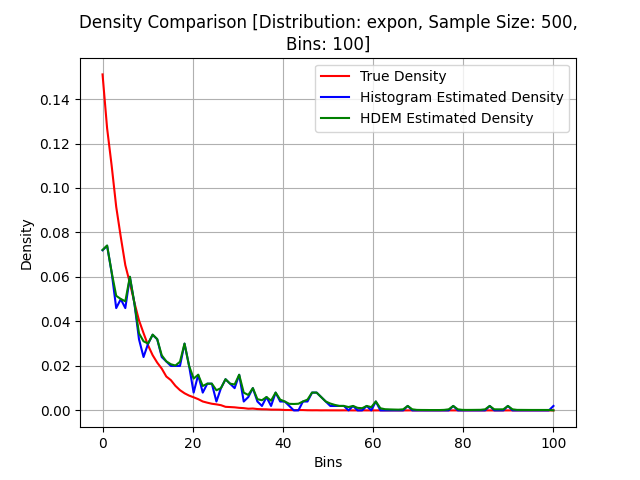 Density Comparison [Distribution: expon, Sample Size: 500,
Bins: 100]
True Density
Histogram Estimated Density
HDEM Estimated Density
Density
0.14
0.12
0.10
0.08
0.06
0.04
0.02
0.00
0 20 40 60 80 100
Bins